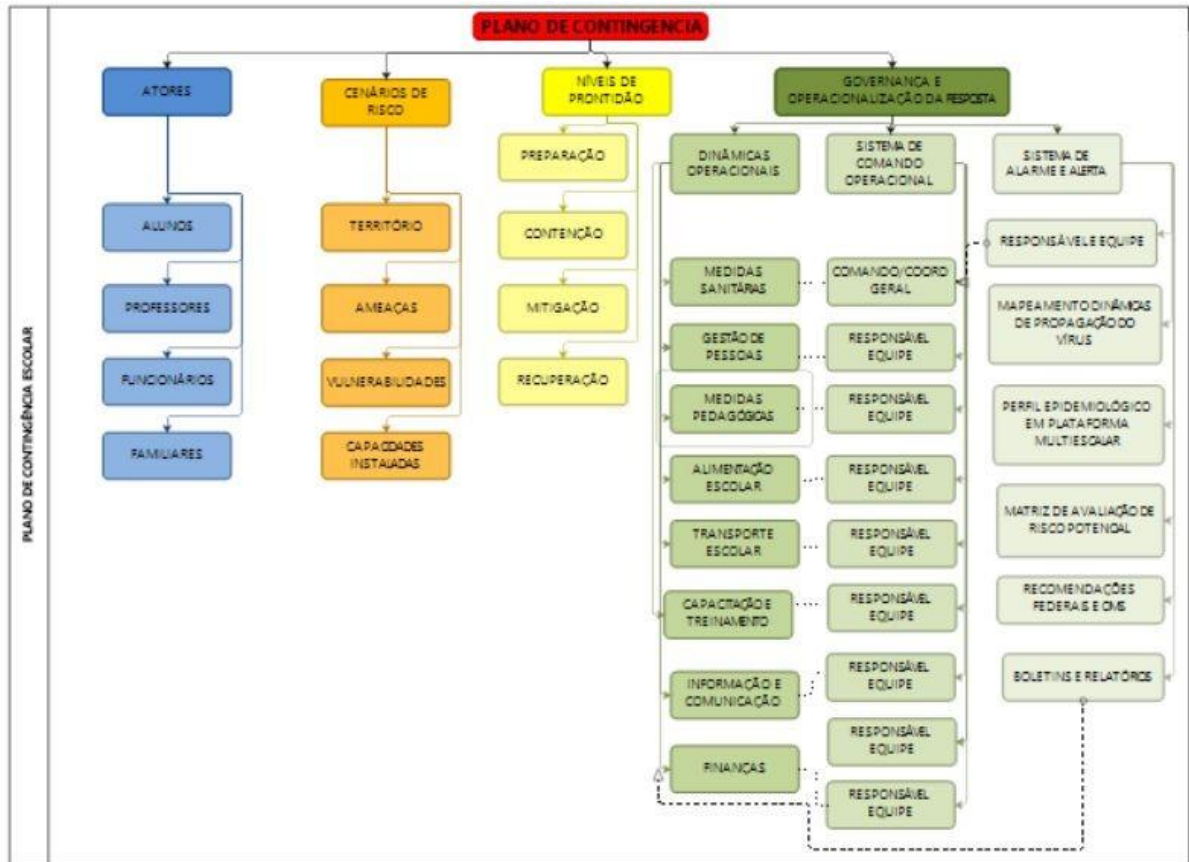 PLANO DE CONTINGÊNCIA ESCOLAR
PLANO DE CONTINGENCIA
ATORES
ALUNOS
PROFESSORES
FUNCIONÁRIOS
FAMILIARES
CENÁRIOS DE
RISCO
TERRITÓRIO
AMEAÇAS
VULNERABILIDADES
CAPACIDADES
INSTALADAS
NÍVEIS DE
PRONTIDÃO
PREPARAÇÃO
CONTENÇÃO
MITIGAÇÃO
RECUPERAÇÃO
GOVERNANÇA E
OPERACIONALIZAÇÃO DA RESPOSTA
DINÂMICAS
OPERACIONAIS
MEDIDAS
SANITÁRAS
GESTÃO DE
PESSOAS
MEDIDAS
PEDAGÓGICAS
ALIMENTAÇÃO
ESCOLAR
TRANSPORTE
ESCOLAR
CAPACITAÇÃO E
TREINAMENTO
INFORMAÇÃO E
COMUNICAÇÃO
FINANÇAS
SISTEMA DE
COMANDO
OPERACIONAL
COMANDO/COORD
GERAL
RESPONSÁVEL
EQUIPE
RESPONSÁVEL
EQUIPE
RESPONSÁVEL
EQUIPE
RESPONSÁVEL
EQUIPE
RESPONSÁVEL
EQUIPE
RESPONSÁVEL
EQUIPE
RESPONSÁVEL
EQUIPE
RESPONSÁVEL
EQUIPE
SISTEMA DE
ALARME E ALERTA
RESPONSÁVEL E EQUIPE
MAPEAMENTO DINÂMICAS
DE PROPAGAÇÃO DO
VÍRUS
PERFIL EPIDEMIOLÓGICO
EM PLATAFORMA
MULTIESCALAR
MATRIZ DE AVALIAÇÃO DE
RISCO POTENCAL
RECOMENDAÇÕES
FEDERAIS E OMS
BOLETINS E RELATÓRIOS